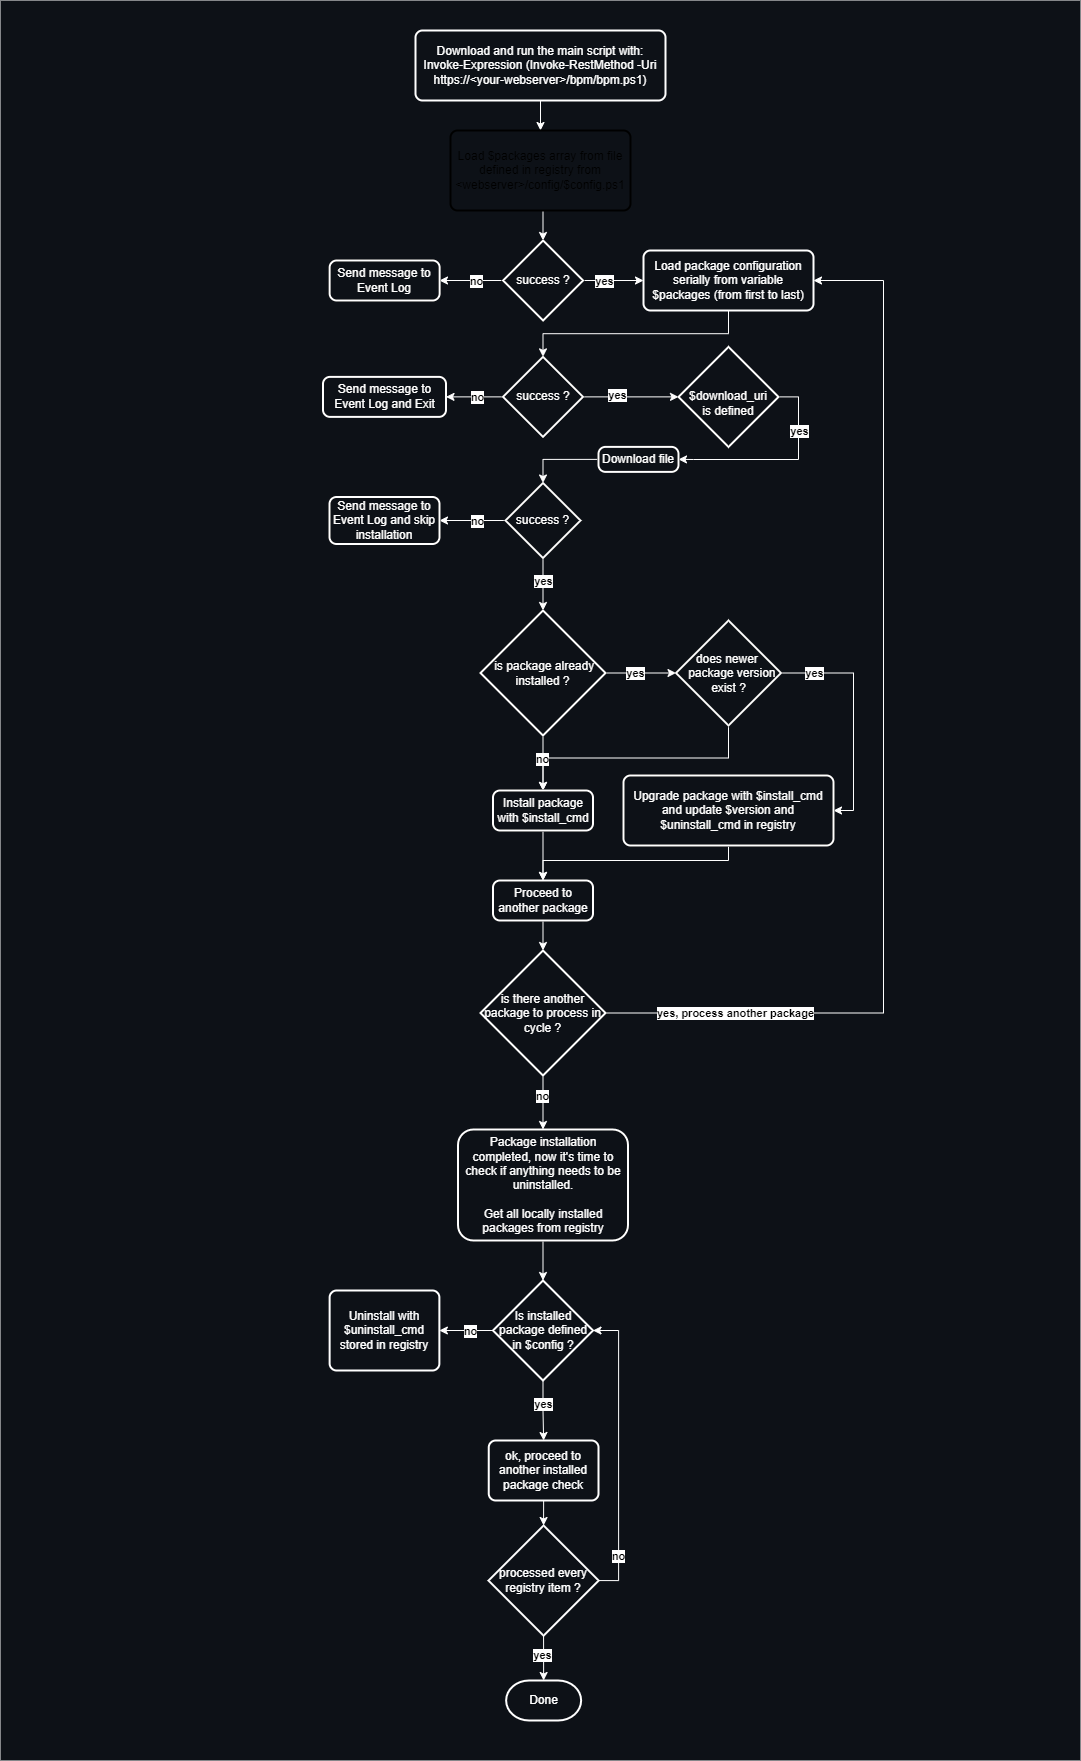 Download and run the main script with:
Invoke-Expression (Invoke-RestMethod -Uri
https://<your-webserver>/bpm/bpm.ps1)
Load $packages array from file
defined in registry from
<webserver>/config/$config.ps1
Send message to
Event Log
no
success ?
yes
Load package configuration
serially from variable
$packages (from first to last)
Send message to
Event Log and Exit
no
success ?
yes
$download_uri
is defined
yes
Download file
Send message to
Event Log and skip
installation
no
success ?
yes
is package already
installed ?
yes
does newer
package version
exist ?
yes
no
Install package
with $install_cmd
Upgrade package with $install_cmd
and update $version and
$uninstall_cmd in registry
Proceed to
another package
is there another
package to process in
cycle ?
yes, process another package
no
Package installation
completed, now it's time to
check if anything needs to be
uninstalled.
Get all locally installed
packages from registry
Uninstall with
$uninstall_cmd
stored in registry
no
Is installed
package defined
in $config ?
yes
ok, proceed to
another installed
package check
no
processed every
registry item ?
yes
Done